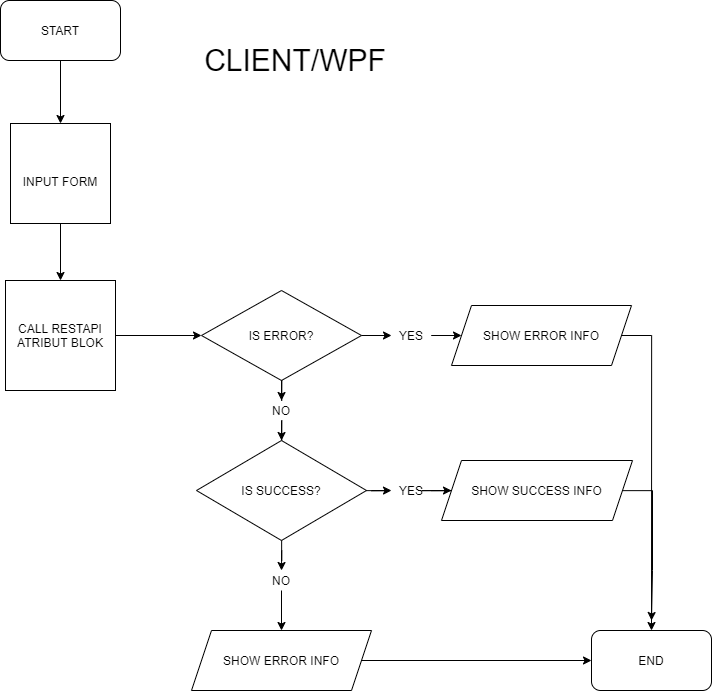 START
CLIENT/WPF
INPUT FORM
CALL RESTAPI
ATRIBUT BLOK
IS ERROR?
YES
SHOW ERROR INFO
NO
IS SUCCESS?
YES
SHOW SUCCESS INFO
NO
SHOW ERROR INFO
END